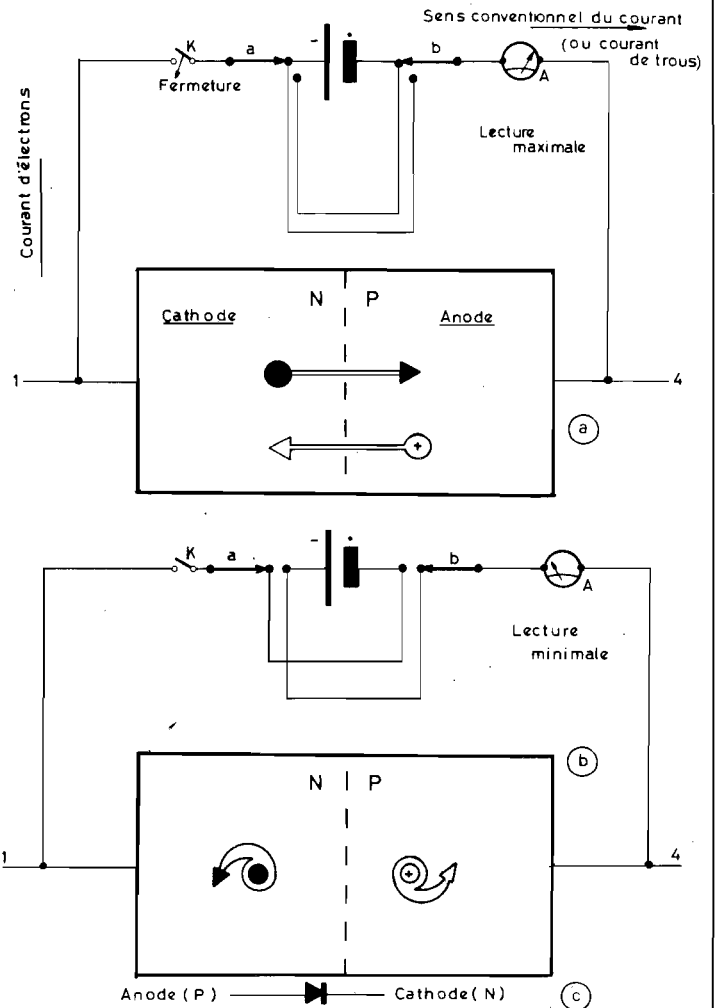 Sens conventionnel du courant
(ou courant
de trous)
K
a
-
b
A
Fermeture
Lecture
maximale
Courant d'électrons
N P
Cathode
Anode
1
4
+
a
K
a
-
b
A
Lecture
minimale
b
N P
1
4
+
Anode (P)
Cathode (N)
c